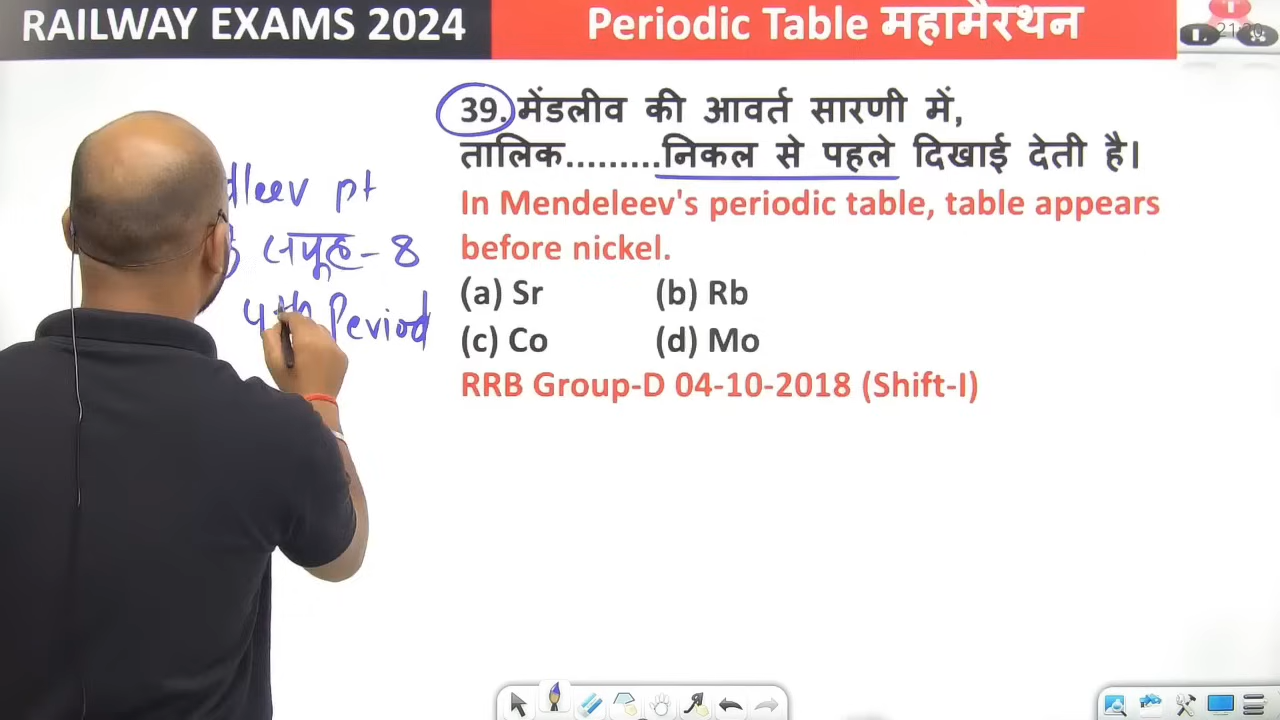 RAILWAY EXAMS 2024
Periodic Table महामैरथन
39. मेंडलीव की आवर्त सारणी में,
तालिक.........निकल से पहले दिखाई देती है।
In Mendeleev's periodic table, table appears
before nickel.
(a) Sr (b) Rb
(c) Co (d) Mo
RRB Group-D 04-10-2018 (Shift-I)
pt
समूह-8
4th Period